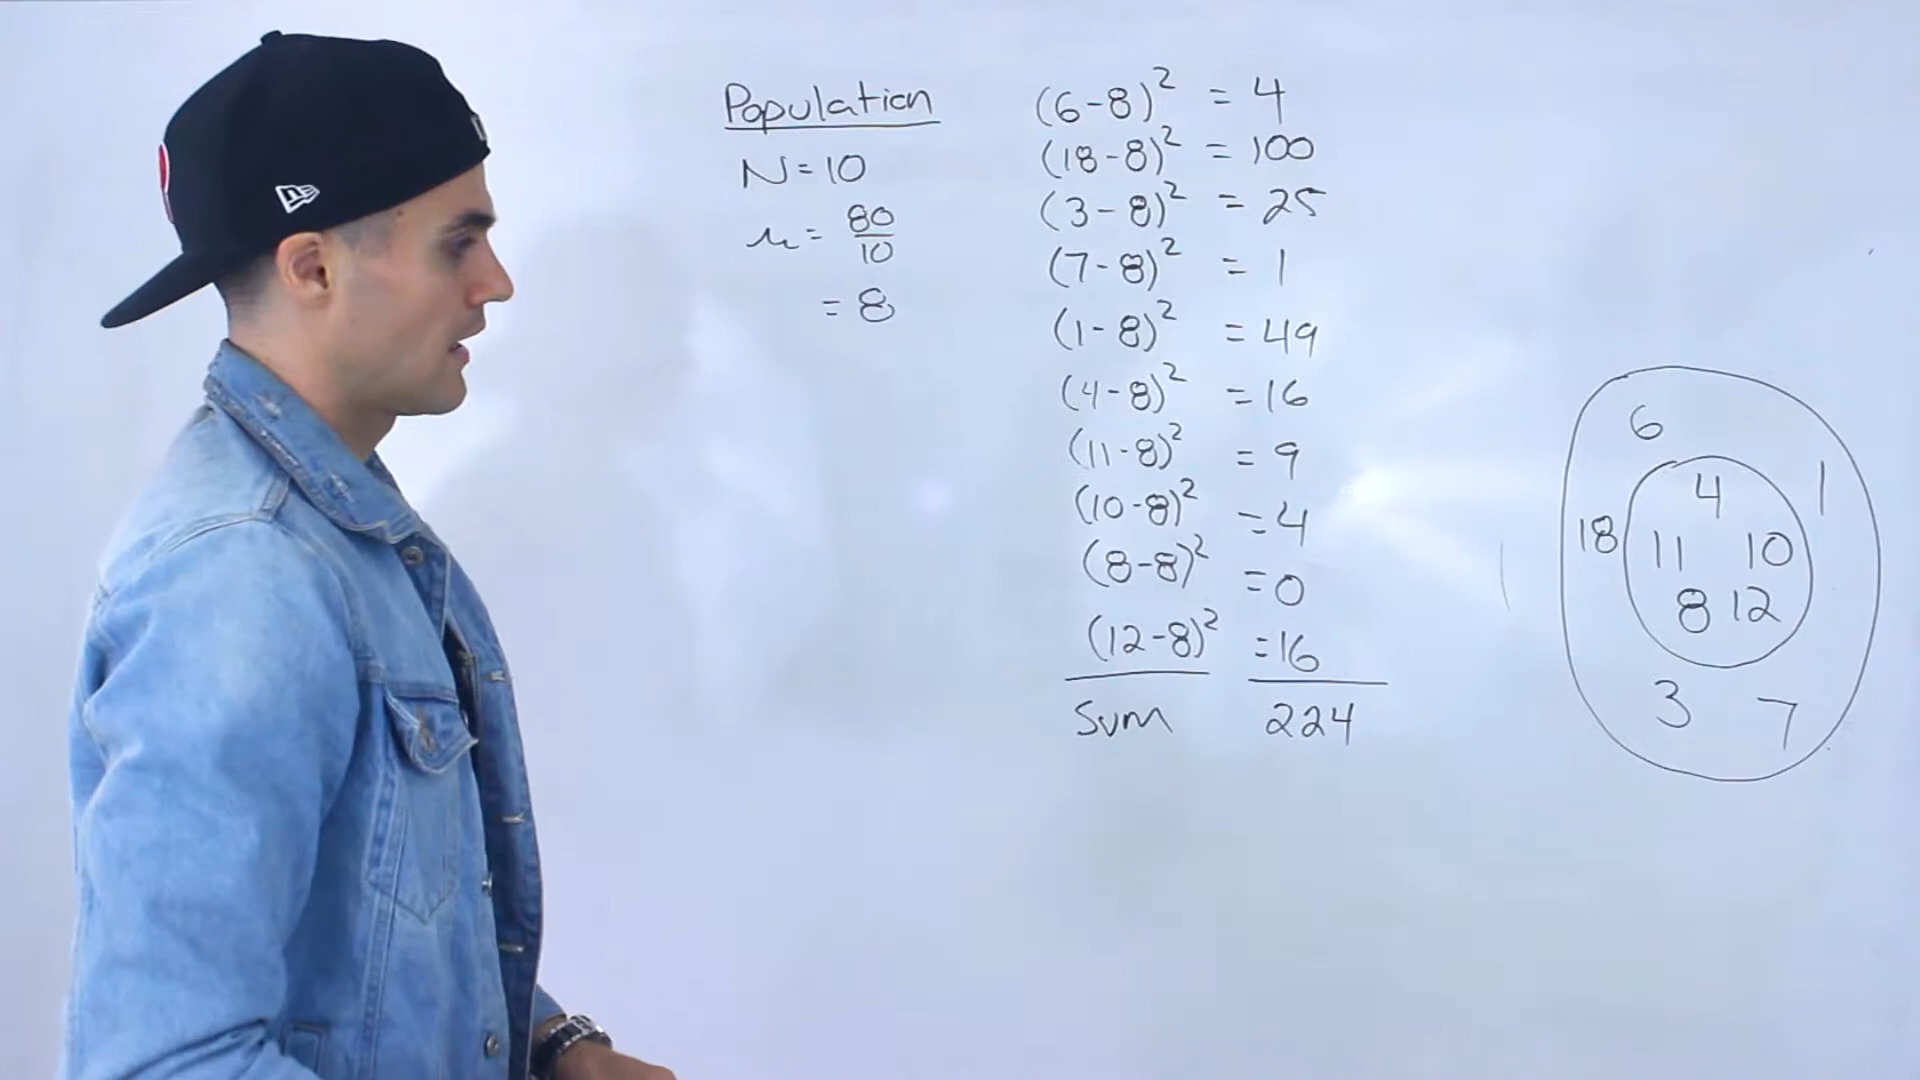 Population
N = 10
μ = 80/10
= 8
(6-8)² = 4
(18-8)² = 100
(3-8)² = 25
(7-8)² = 1
(1-8)² = 49
(4-8)² = 16
(11-8)² = 9
(10-8)² = 4
(8-8)² = 0
(12-8)² = 16
Sum 224
6
4 1
18 11 10
8 12
3 7